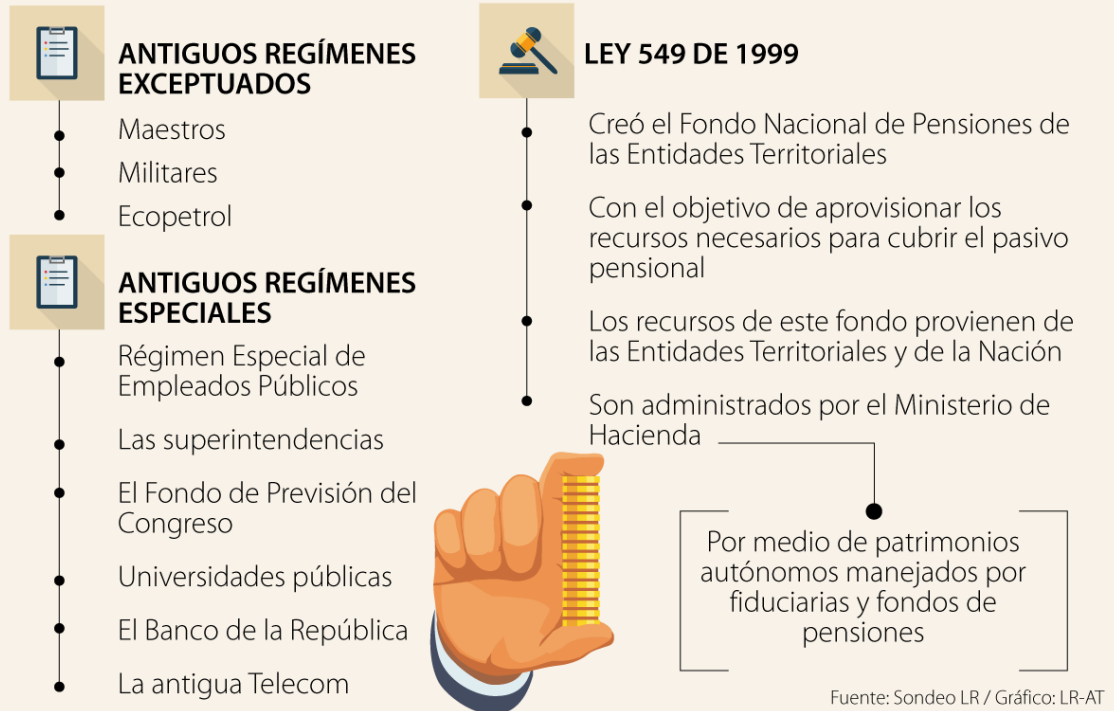 ANTIGUOS REGÍMENES
EXCEPTUADOS
Maestros
Militares
Ecopetrol
ANTIGUOS REGÍMENES
ESPECIALES
Régimen Especial de
Empleados Públicos
Las superintendencias
El Fondo de Previsión del
Congreso
Universidades públicas
El Banco de la República
La antigua Telecom
LEY 549 DE 1999
Creó el Fondo Nacional de Pensiones de
las Entidades Territoriales
Con el objetivo de aprovisionar los
recursos necesarios para cubrir el pasivo
pensional
Los recursos de este fondo provienen de
las Entidades Territoriales y de la Nación
Son administrados por el Ministerio de
Hacienda
Por medio de patrimonios
autónomos manejados por
fiduciarias y fondos de
pensiones
Fuente: Sondeo LR / Gráfico: LR-AT